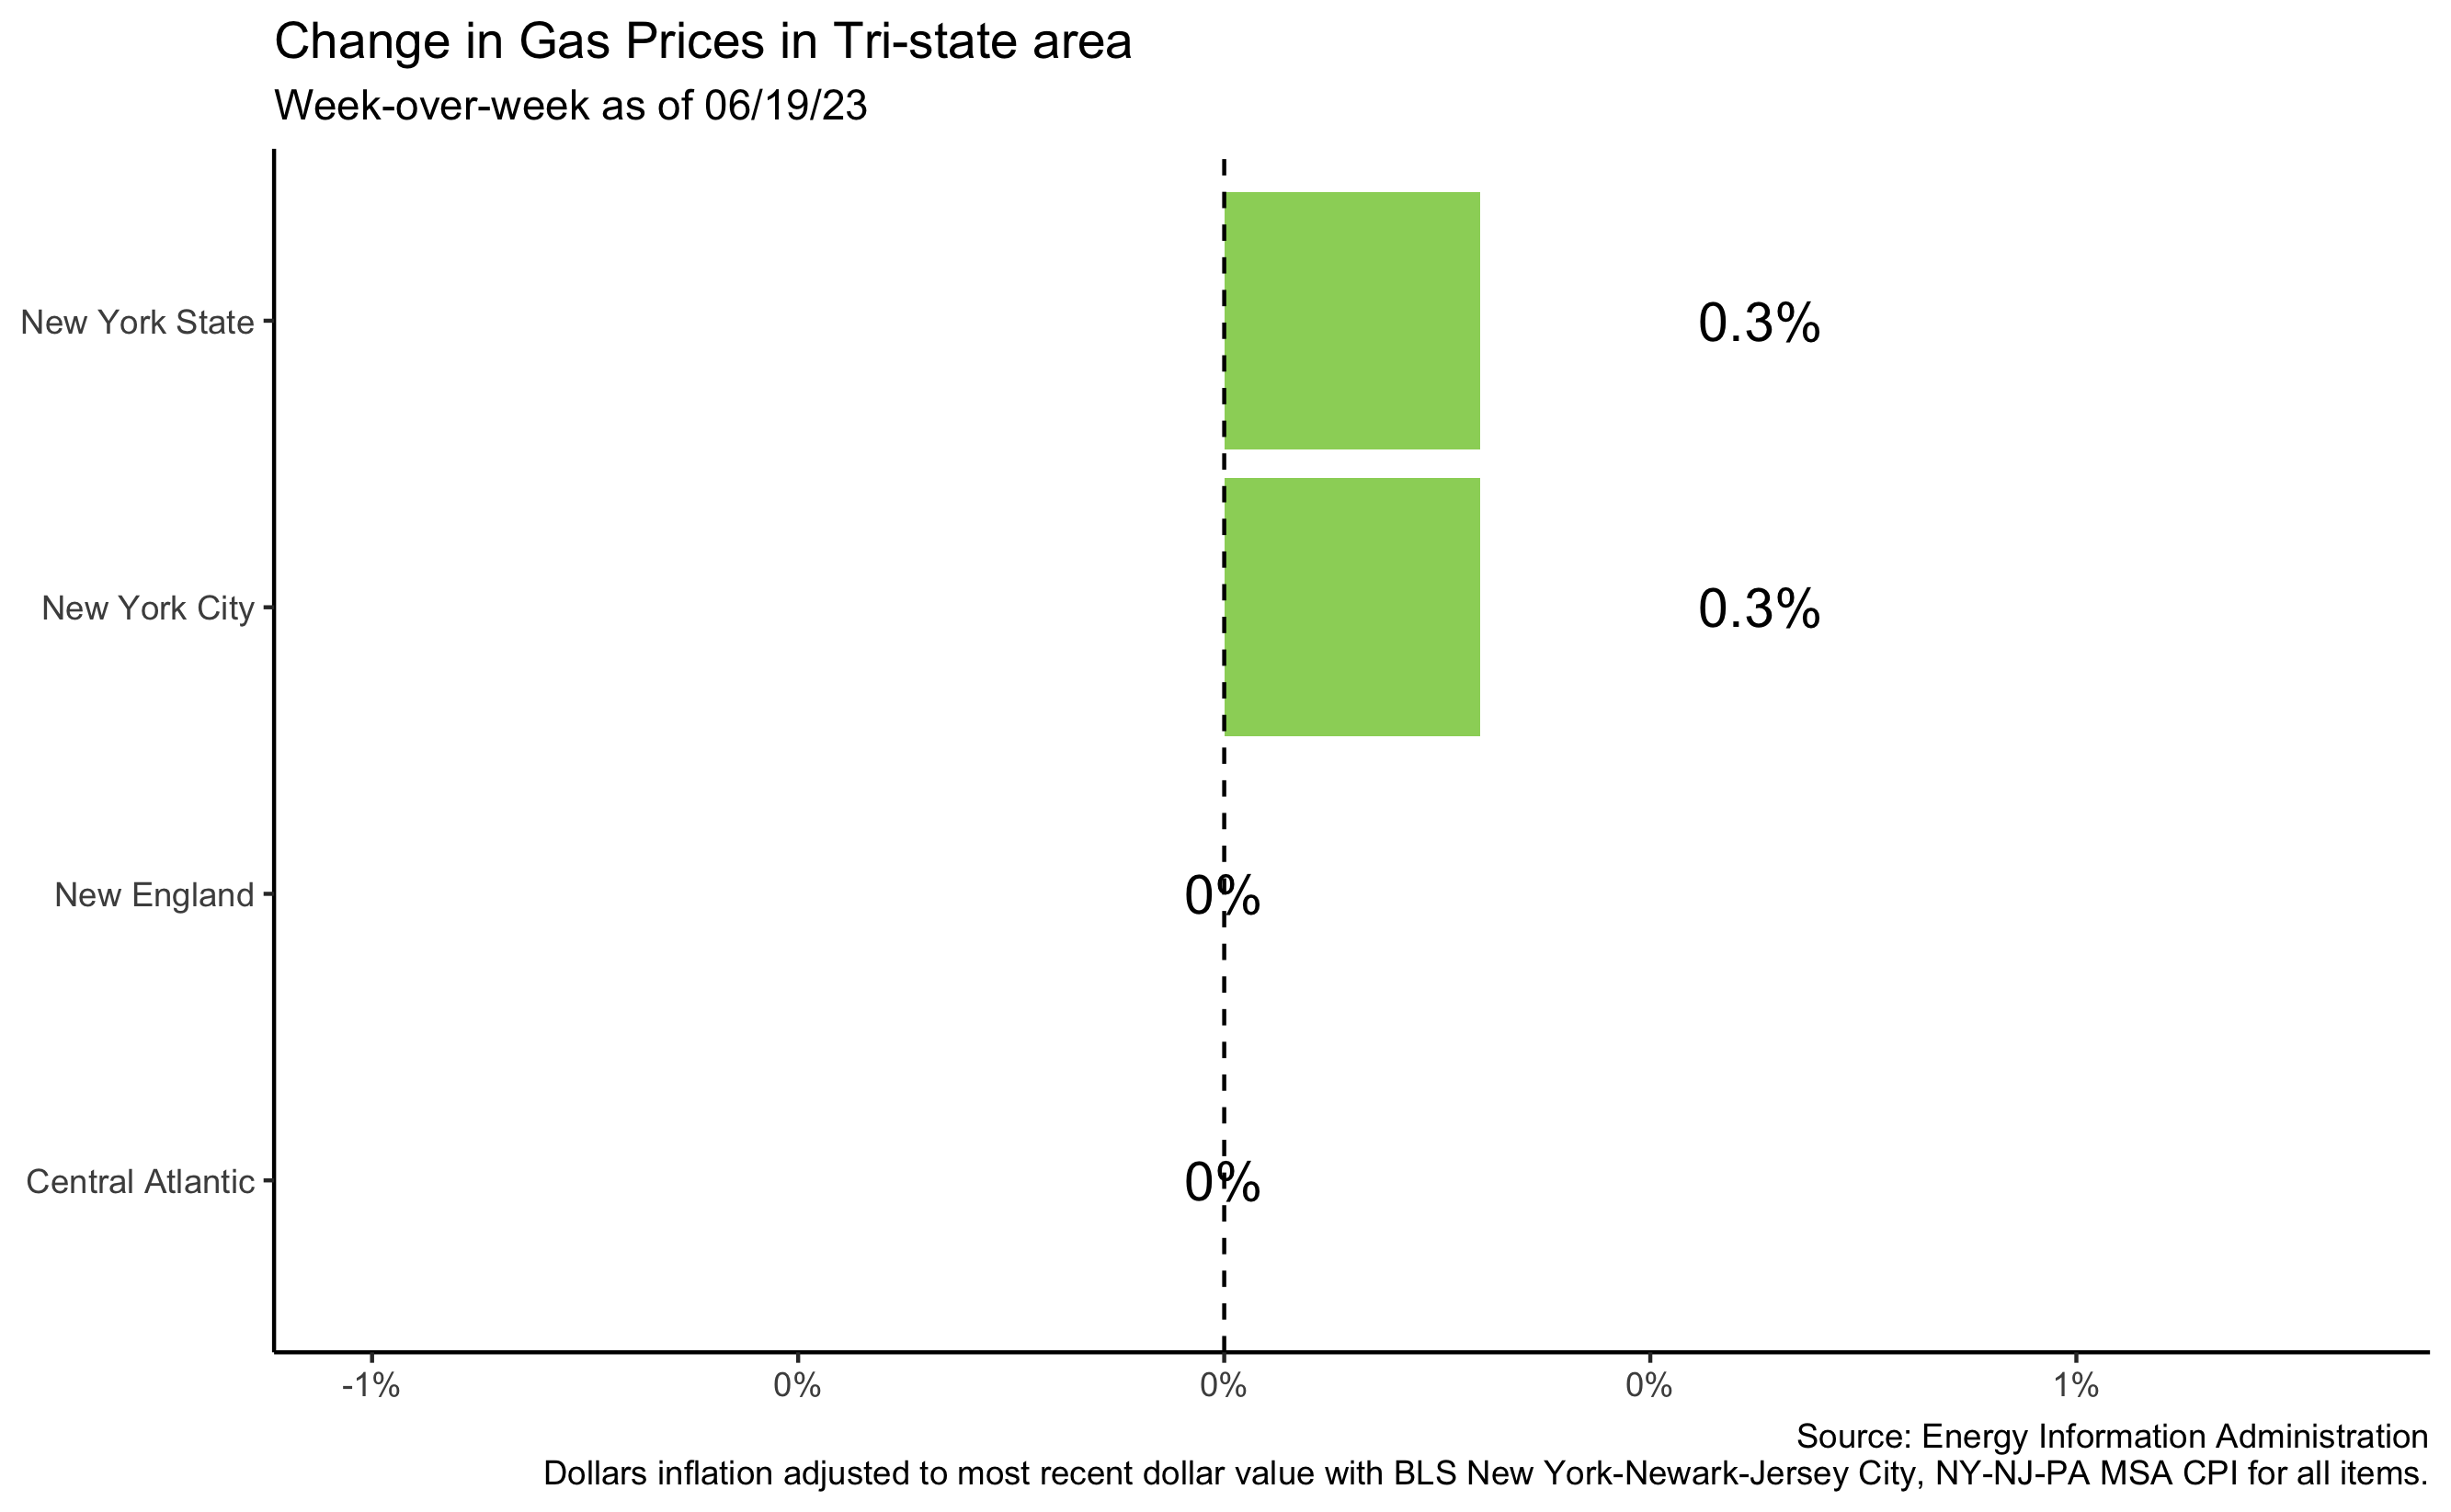 Change in Gas Prices in Tri-state area
Week-over-week as of 06/19/23
New York State
0.3%
New York City
0.3%
New England
0%
Central Atlantic
0%
-1% 0% 0% 0% 1%
Source: Energy Information Administration
Dollars inflation adjusted to most recent dollar value with BLS New York-Newark-Jersey City, NY-NJ-PA MSA CPI for all items.